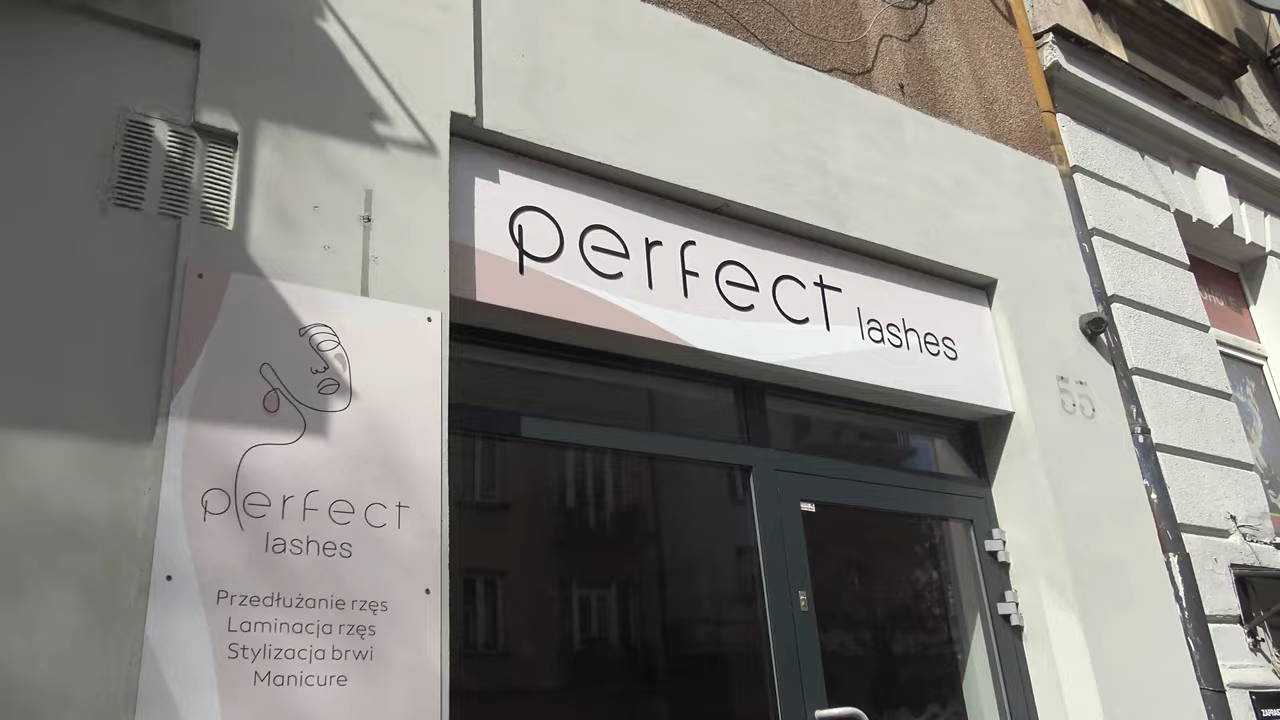 perfect lashes
perfect
lashes
Przedłużanie rzęs
Laminacja rzęs
Stylizacja brwi
Manicure
55